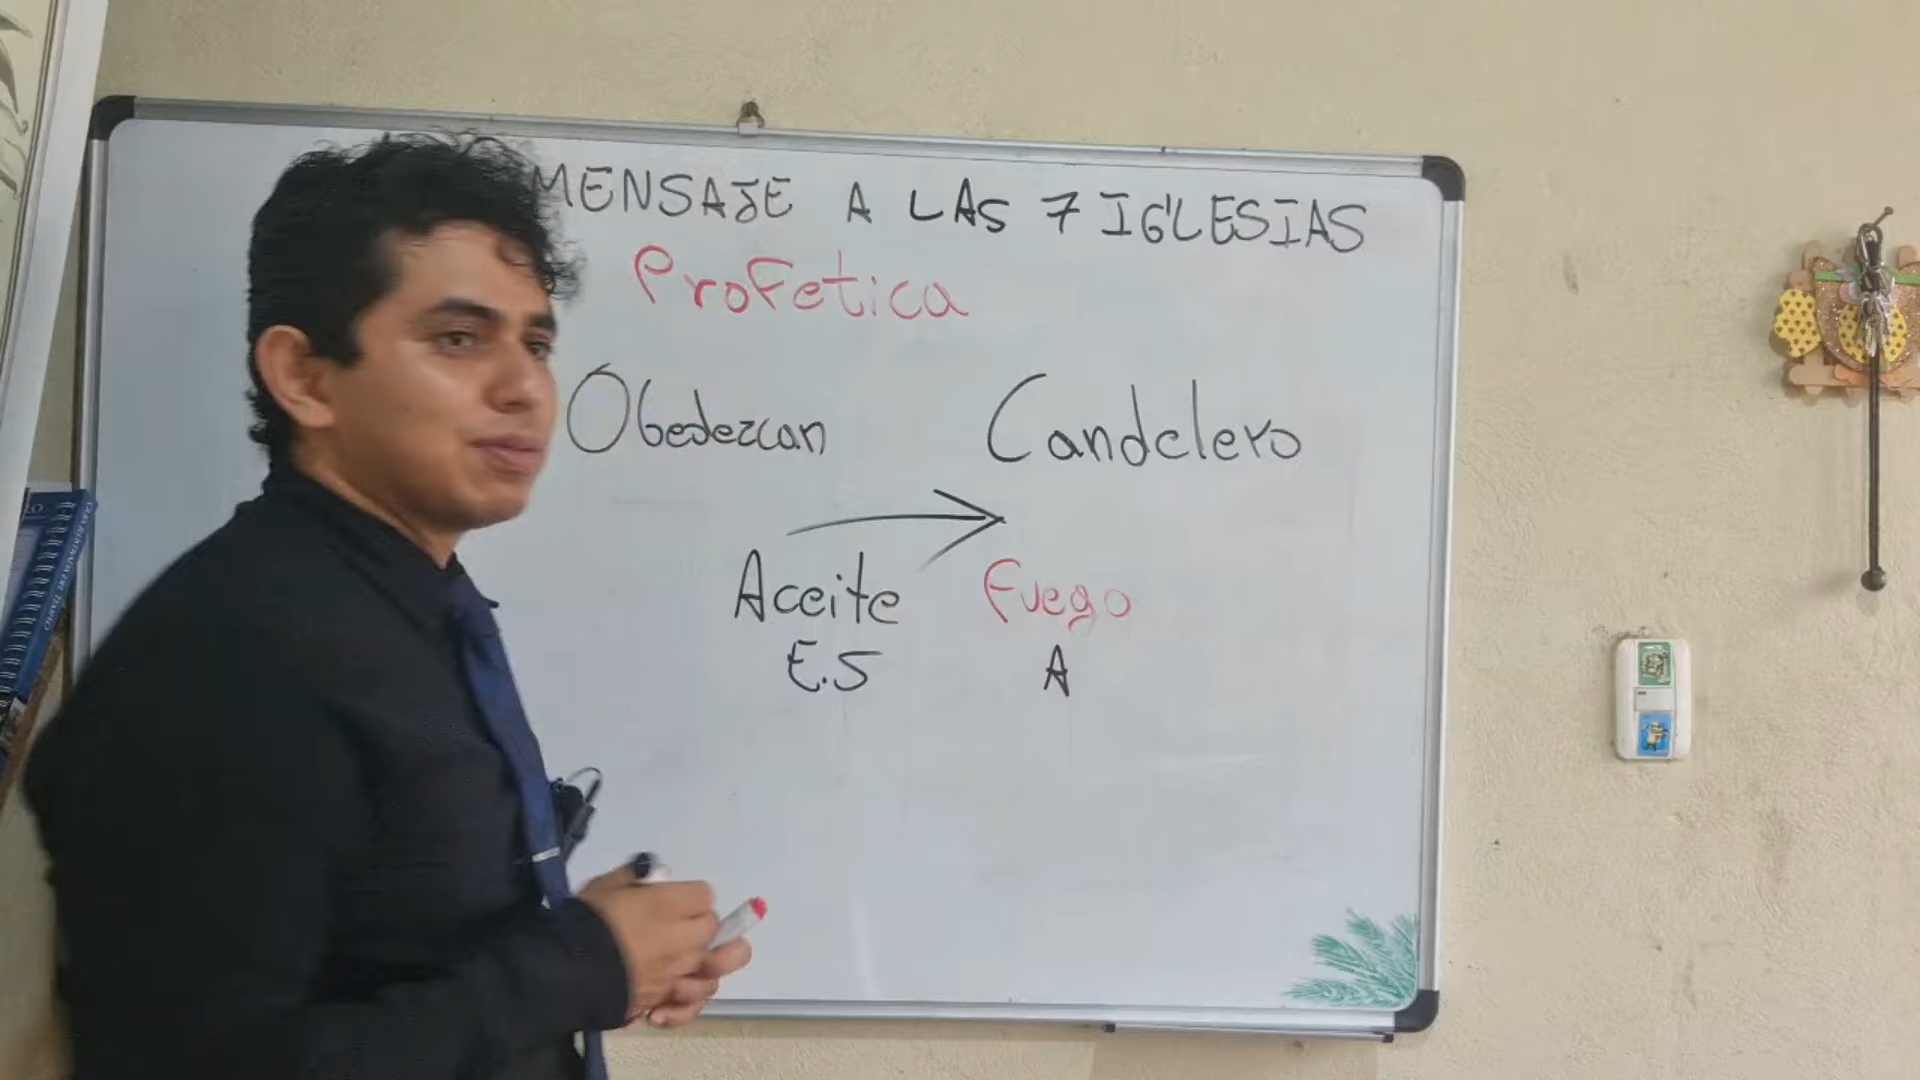 MENSAJE A LAS 7 IGLESIAS
Profetica
Obedezcan Candelero
Aceite Fuego
E.S A